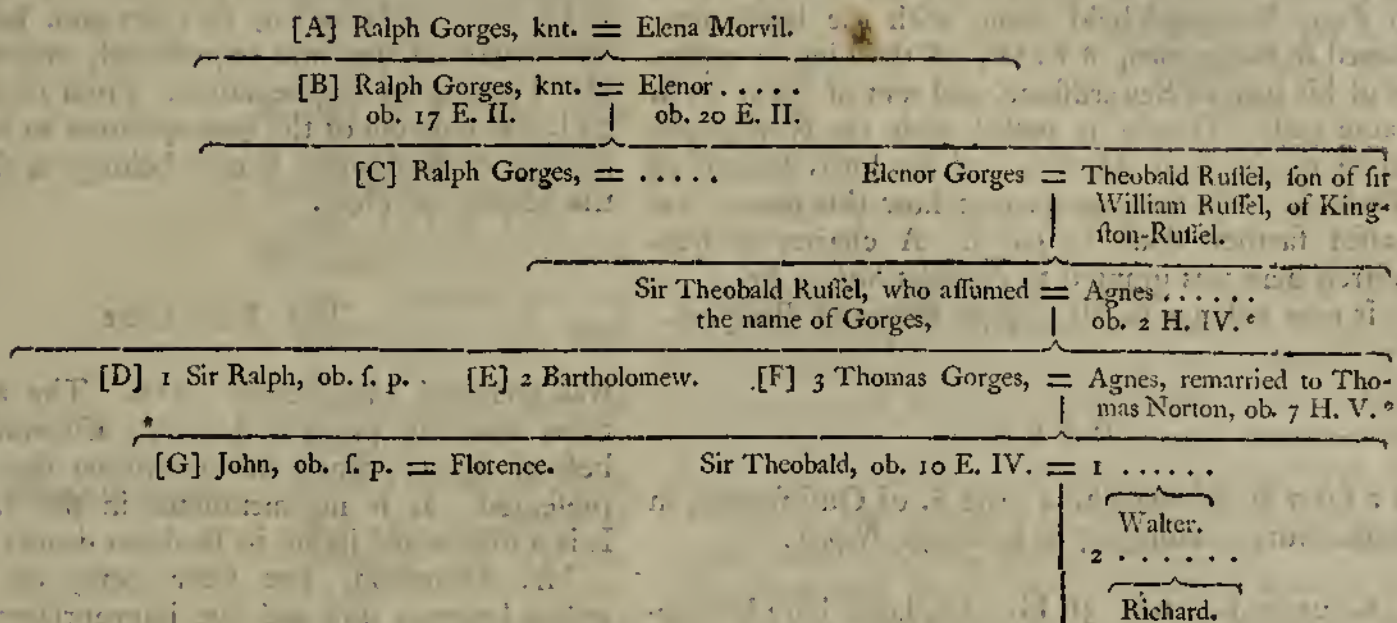 [A] Ralph Gorges, knt. = Elena Morvil.
[B] Ralph Gorges, knt. = Elenor . . . . .
ob. 17 E. II. ob. 20 E. II.
[C] Ralph Gorges, = . . . . . Elenor Gorges = Theobald Ruſſel, ſon of ſir
William Ruſſel, of King-
ſton-Ruſſel.
Sir Theobald Ruſſel, who aſſumed = Agnes . . . . . .
the name of Gorges, ob. 2 H. IV. e
[D] 1 Sir Ralph, ob. ſ. p. [E] 2 Bartholomew. [F] 3 Thomas Gorges, = Agnes, remarried to Tho-
mas Norton, ob. 7 H. V. *
*
[G] John, ob. ſ. p. = Florence. Sir Theobald, ob. 10 E. IV. = 1 . . . . . .
Walter.
2 . . . . . .
Richard.